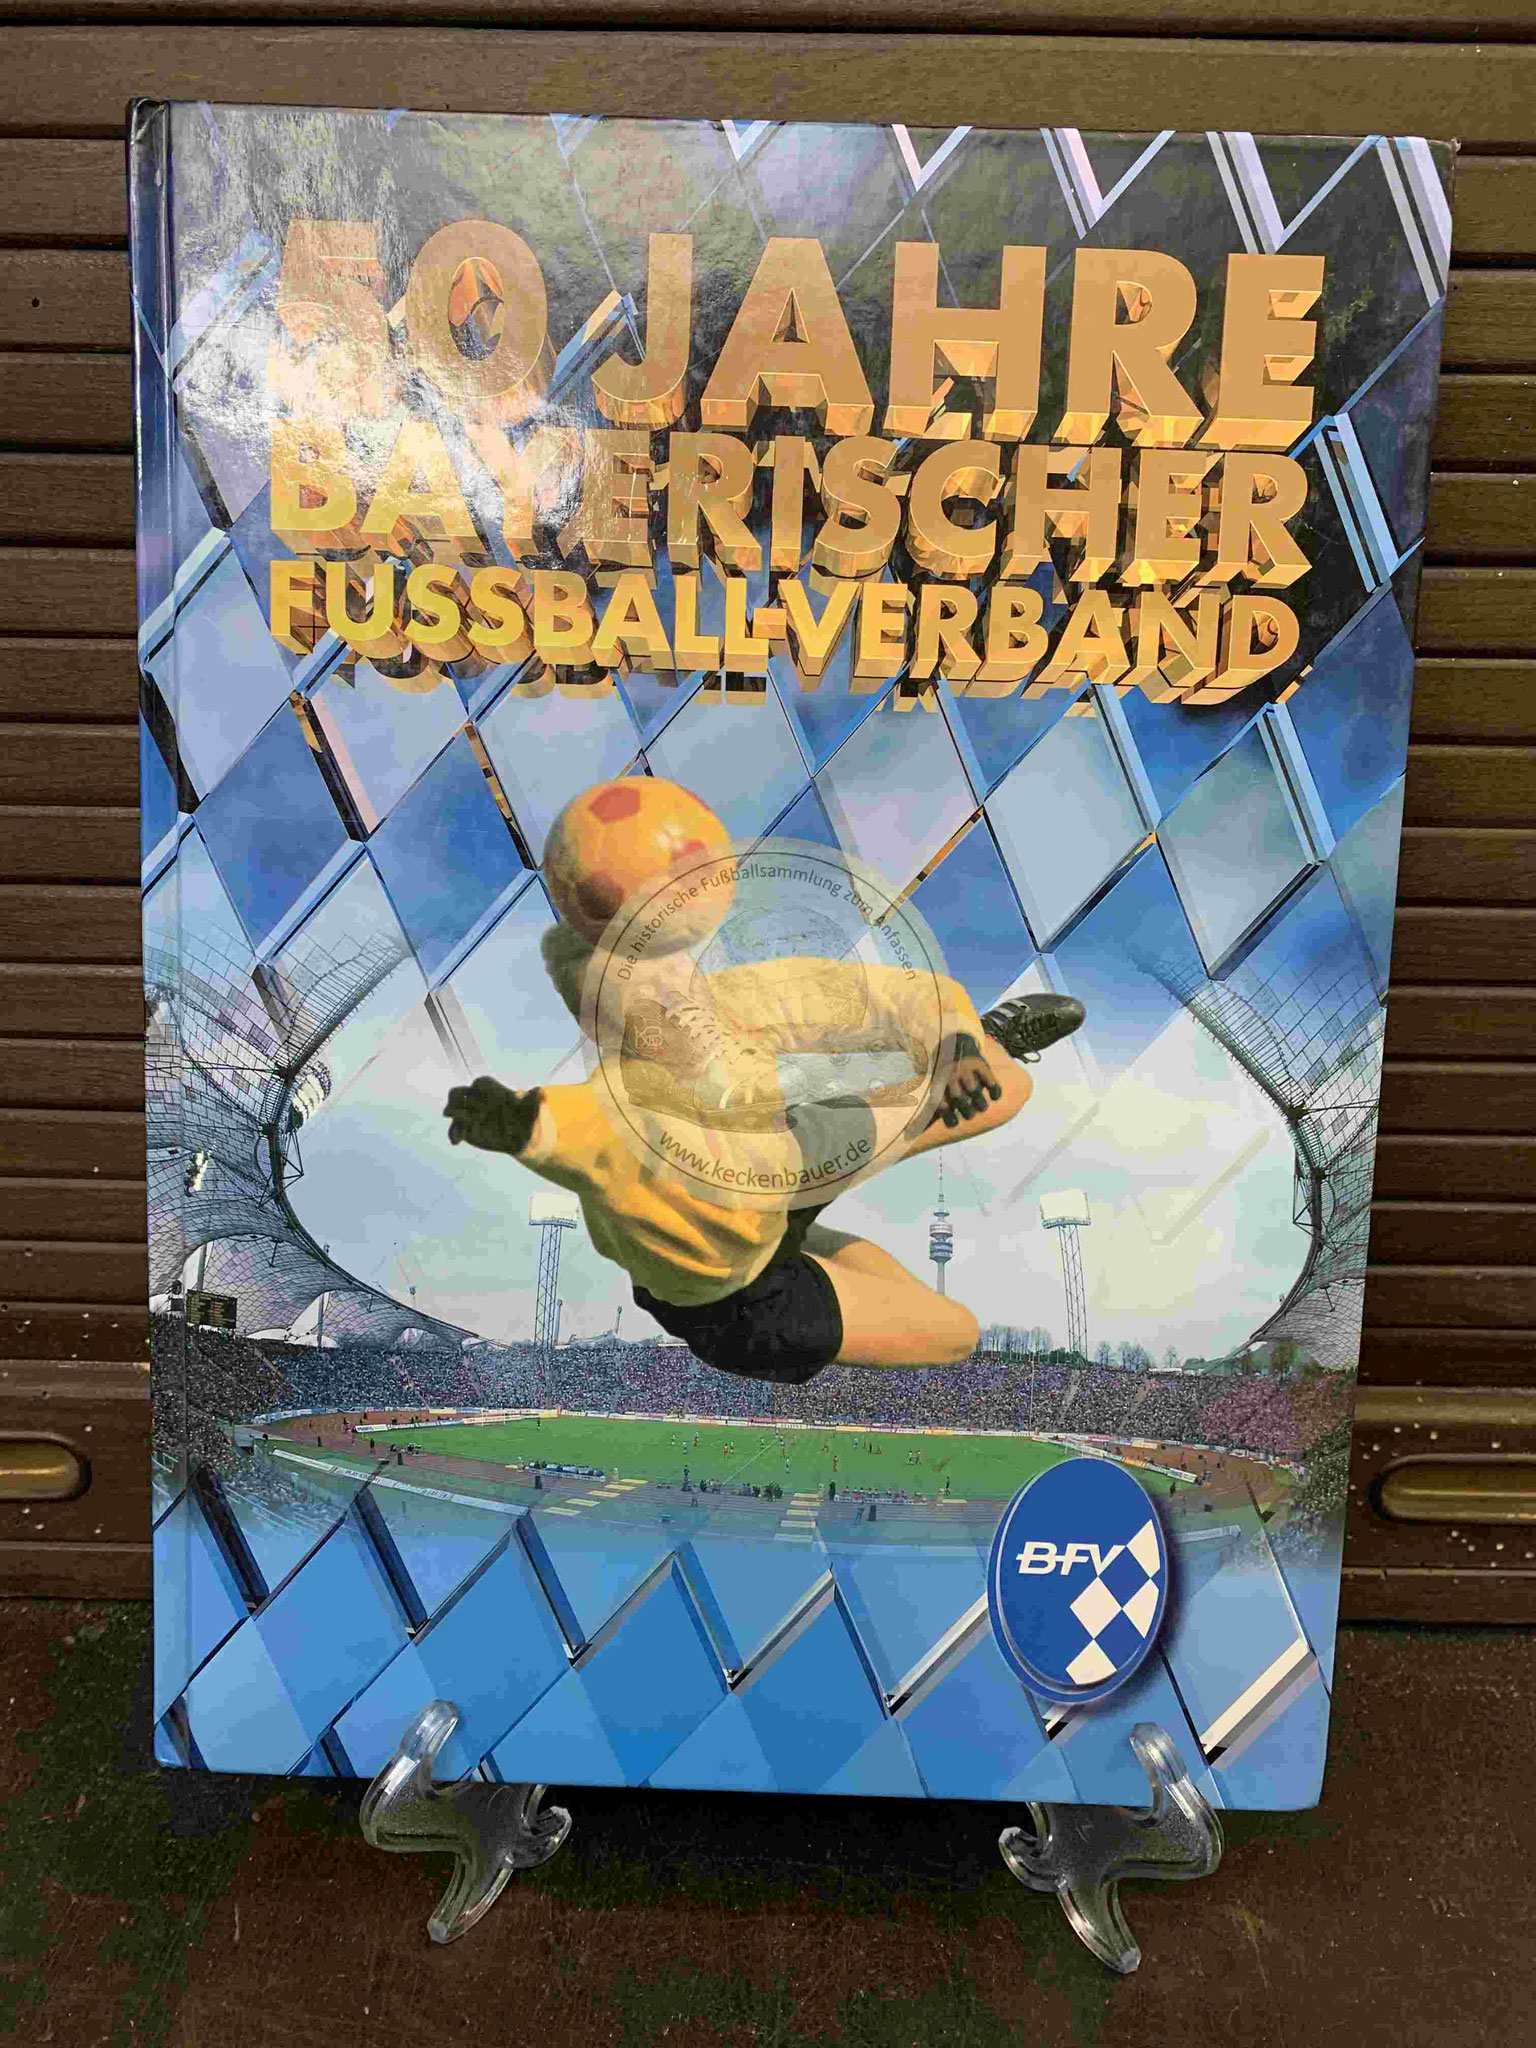 50 JAHRE
BAYERISCHER
FUSSBALL-VERBAND
Die historische Fußballsammlung zum Anfassen
www.keckenbauer.de
BFV